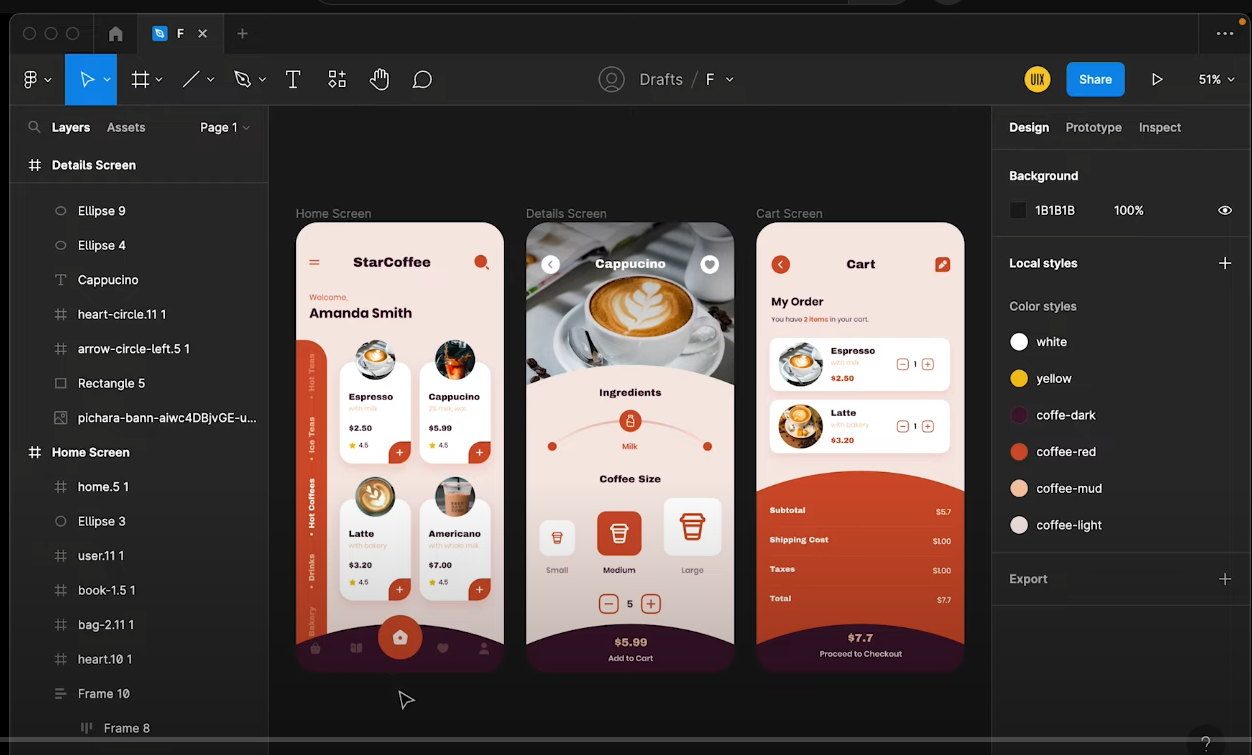 F
Drafts / F
UIX
Share
51%
Layers
Assets
Page 1
Details Screen
Ellipse 9
Ellipse 4
Cappucino
heart-circle.11 1
arrow-circle-left.5 1
Rectangle 5
pichara-bann-aiwc4DBjvGE-u...
Home Screen
home.5 1
Ellipse 3
user.11 1
book-1.5 1
bag-2.11 1
heart.10 1
Frame 10
Frame 8
Home Screen
StarCoffee
Welcome,
Amanda Smith
Hot Teas
• Ice Teas
• Hot Coffees
• Drinks
Bakery
Espresso
with milk
$2.50
4.5
+
Cappucino
$5.99
4.5
+
Latte
with bakery
$3.20
4.5
+
Americano
with whole milk
$7.00
4.5
+
Details Screen
Cappucino
Ingredients
Milk
Coffee Size
Small
Medium
Large
5
$5.99
Add to Cart
Cart Screen
Cart
My Order
You have 2 items in your cart.
Espresso
with milk
$2.50
1
Latte
with bakery
$3.20
1
Subtotal
$5.7
Shipping Cost
$1.00
Taxes
$1.00
Total
$7.7
$7.7
Proceed to Checkout
Design
Prototype
Inspect
Background
1B1B1B
100%
Local styles
Color styles
white
yellow
coffe-dark
coffee-red
coffee-mud
coffee-light
Export
?